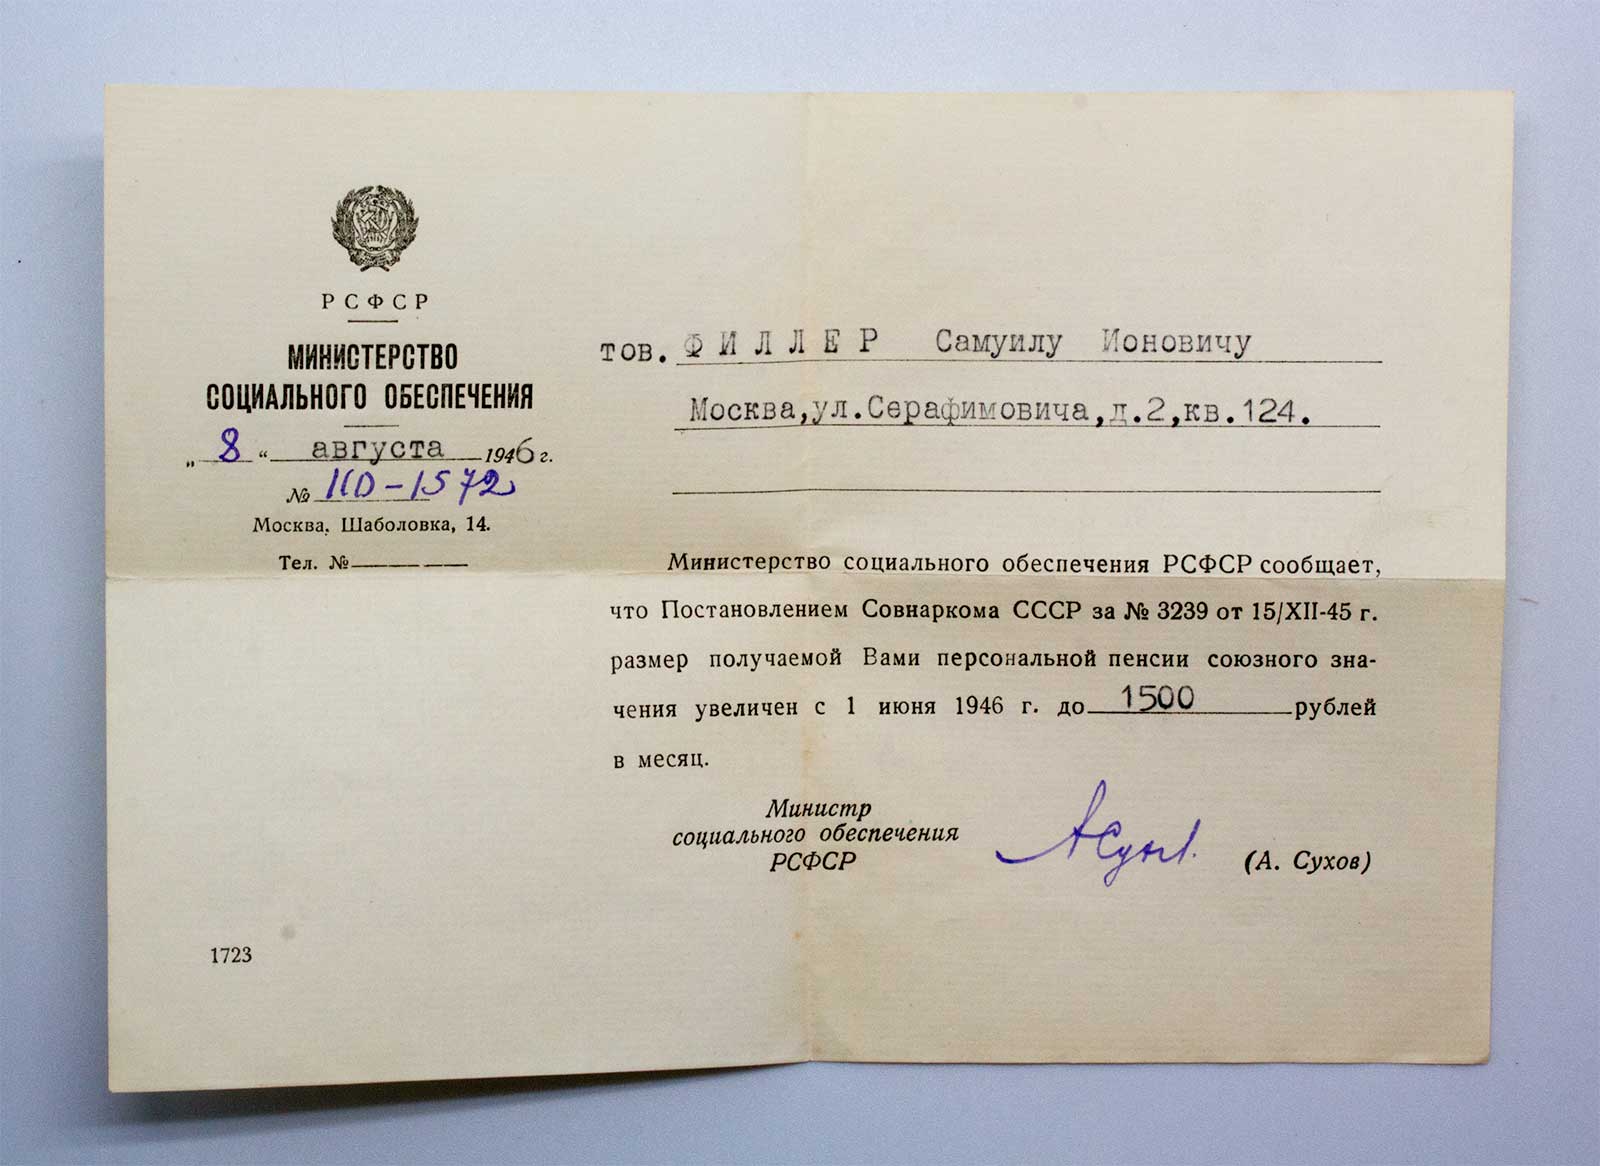 РСФСР
МИНИСТЕРСТВО
СОЦИАЛЬНОГО ОБЕСПЕЧЕНИЯ
„ 8 “ августа 1946 г.
№ ПО-1572
Москва, Шаболовка, 14.
Тел. №
тов. ФИЛЛЕР Самуилу Ионовичу
Москва,ул.Серафимовича,д.2,кв.124.
Министерство социального обеспечения РСФСР сообщает,
что Постановлением Совнаркома СССР за № 3239 от 15/XII-45 г.
размер получаемой Вами персональной пенсии союзного зна-
чения увеличен с 1 июня 1946 г. до 1500 рублей
в месяц.
Министр
социального обеспечения
РСФСР
(А. Сухов)
1723